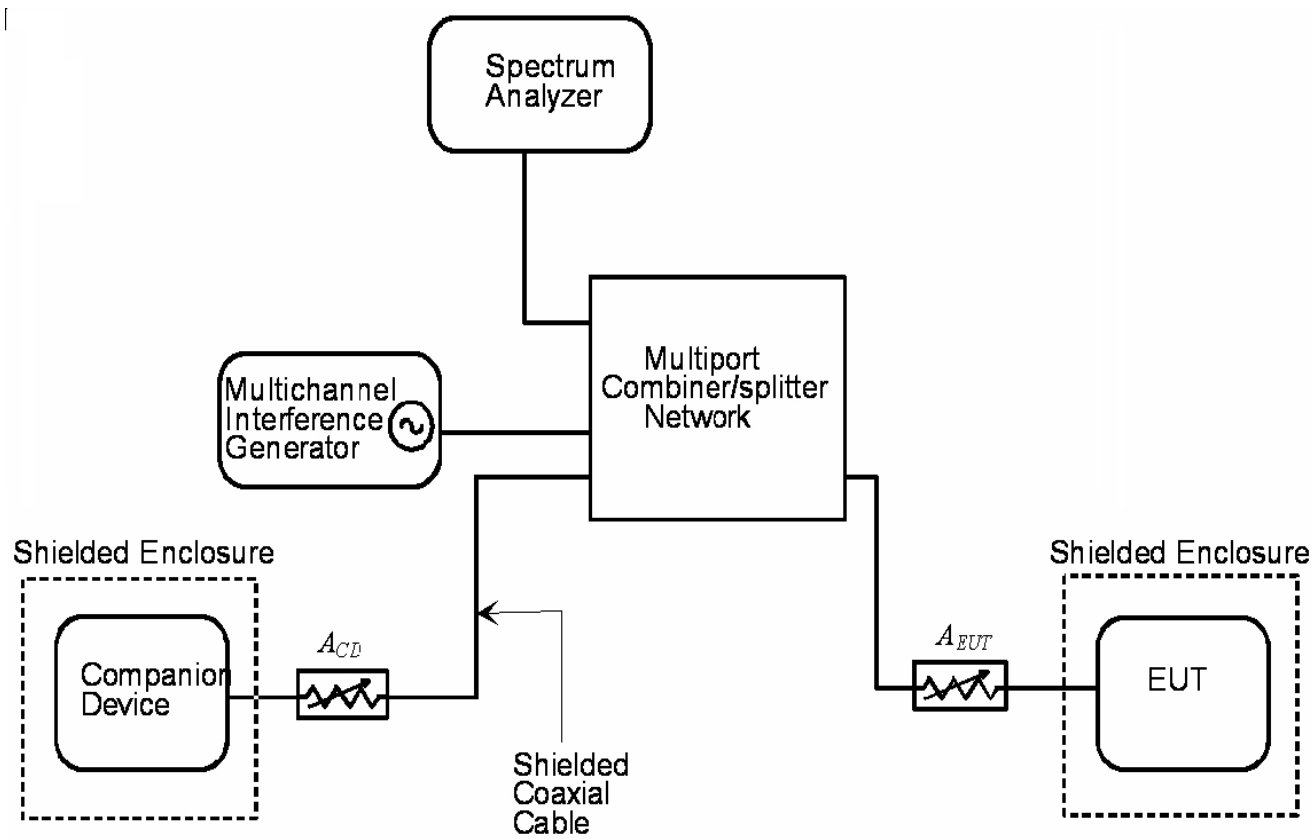 Spectrum
Analyzer
Multiport
Combiner/splitter
Network
Multichannel
Interference
Generator
Shielded Enclosure
Shielded Enclosure
A_CD
A_EUT
Companion
Device
EUT
Shielded
Coaxial
Cable